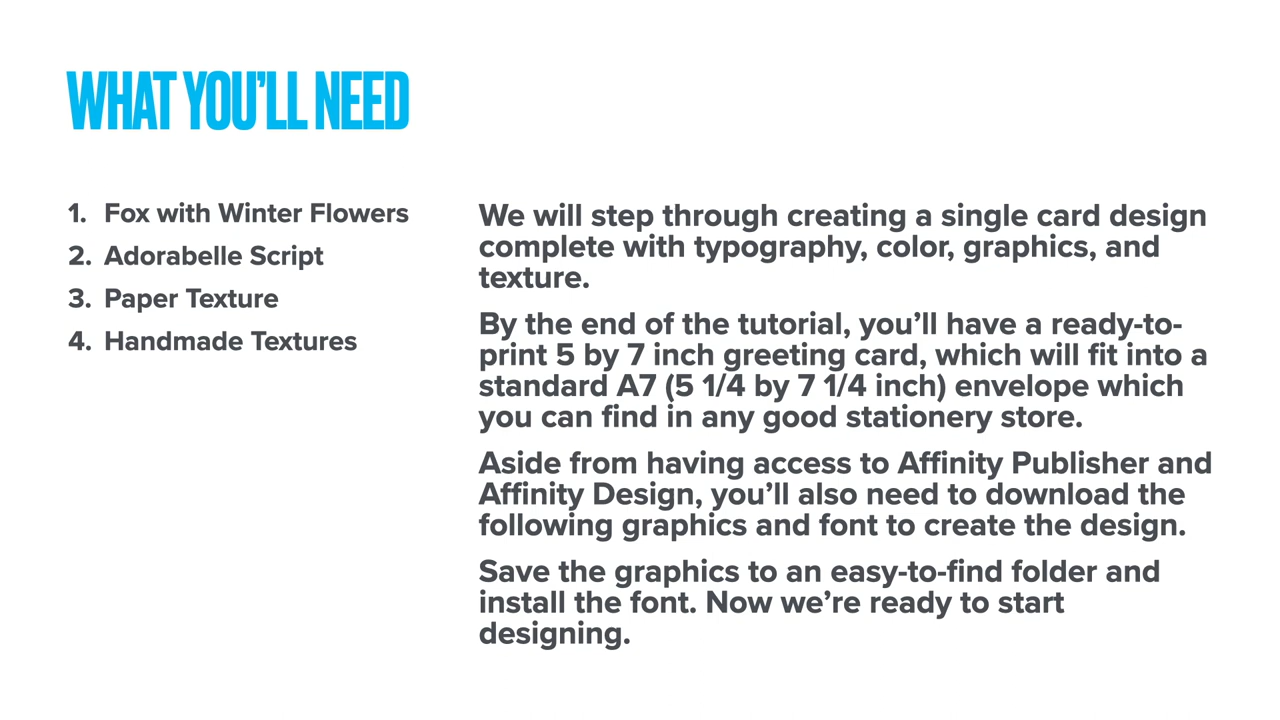 WHAT YOU’LL NEED
1. Fox with Winter Flowers
2. Adorabelle Script
3. Paper Texture
4. Handmade Textures
We will step through creating a single card design
complete with typography, color, graphics, and
texture.
By the end of the tutorial, you’ll have a ready-to-
print 5 by 7 inch greeting card, which will fit into a
standard A7 (5 1/4 by 7 1/4 inch) envelope which
you can find in any good stationery store.
Aside from having access to Affinity Publisher and
Affinity Design, you’ll also need to download the
following graphics and font to create the design.
Save the graphics to an easy-to-find folder and
install the font. Now we’re ready to start
designing.